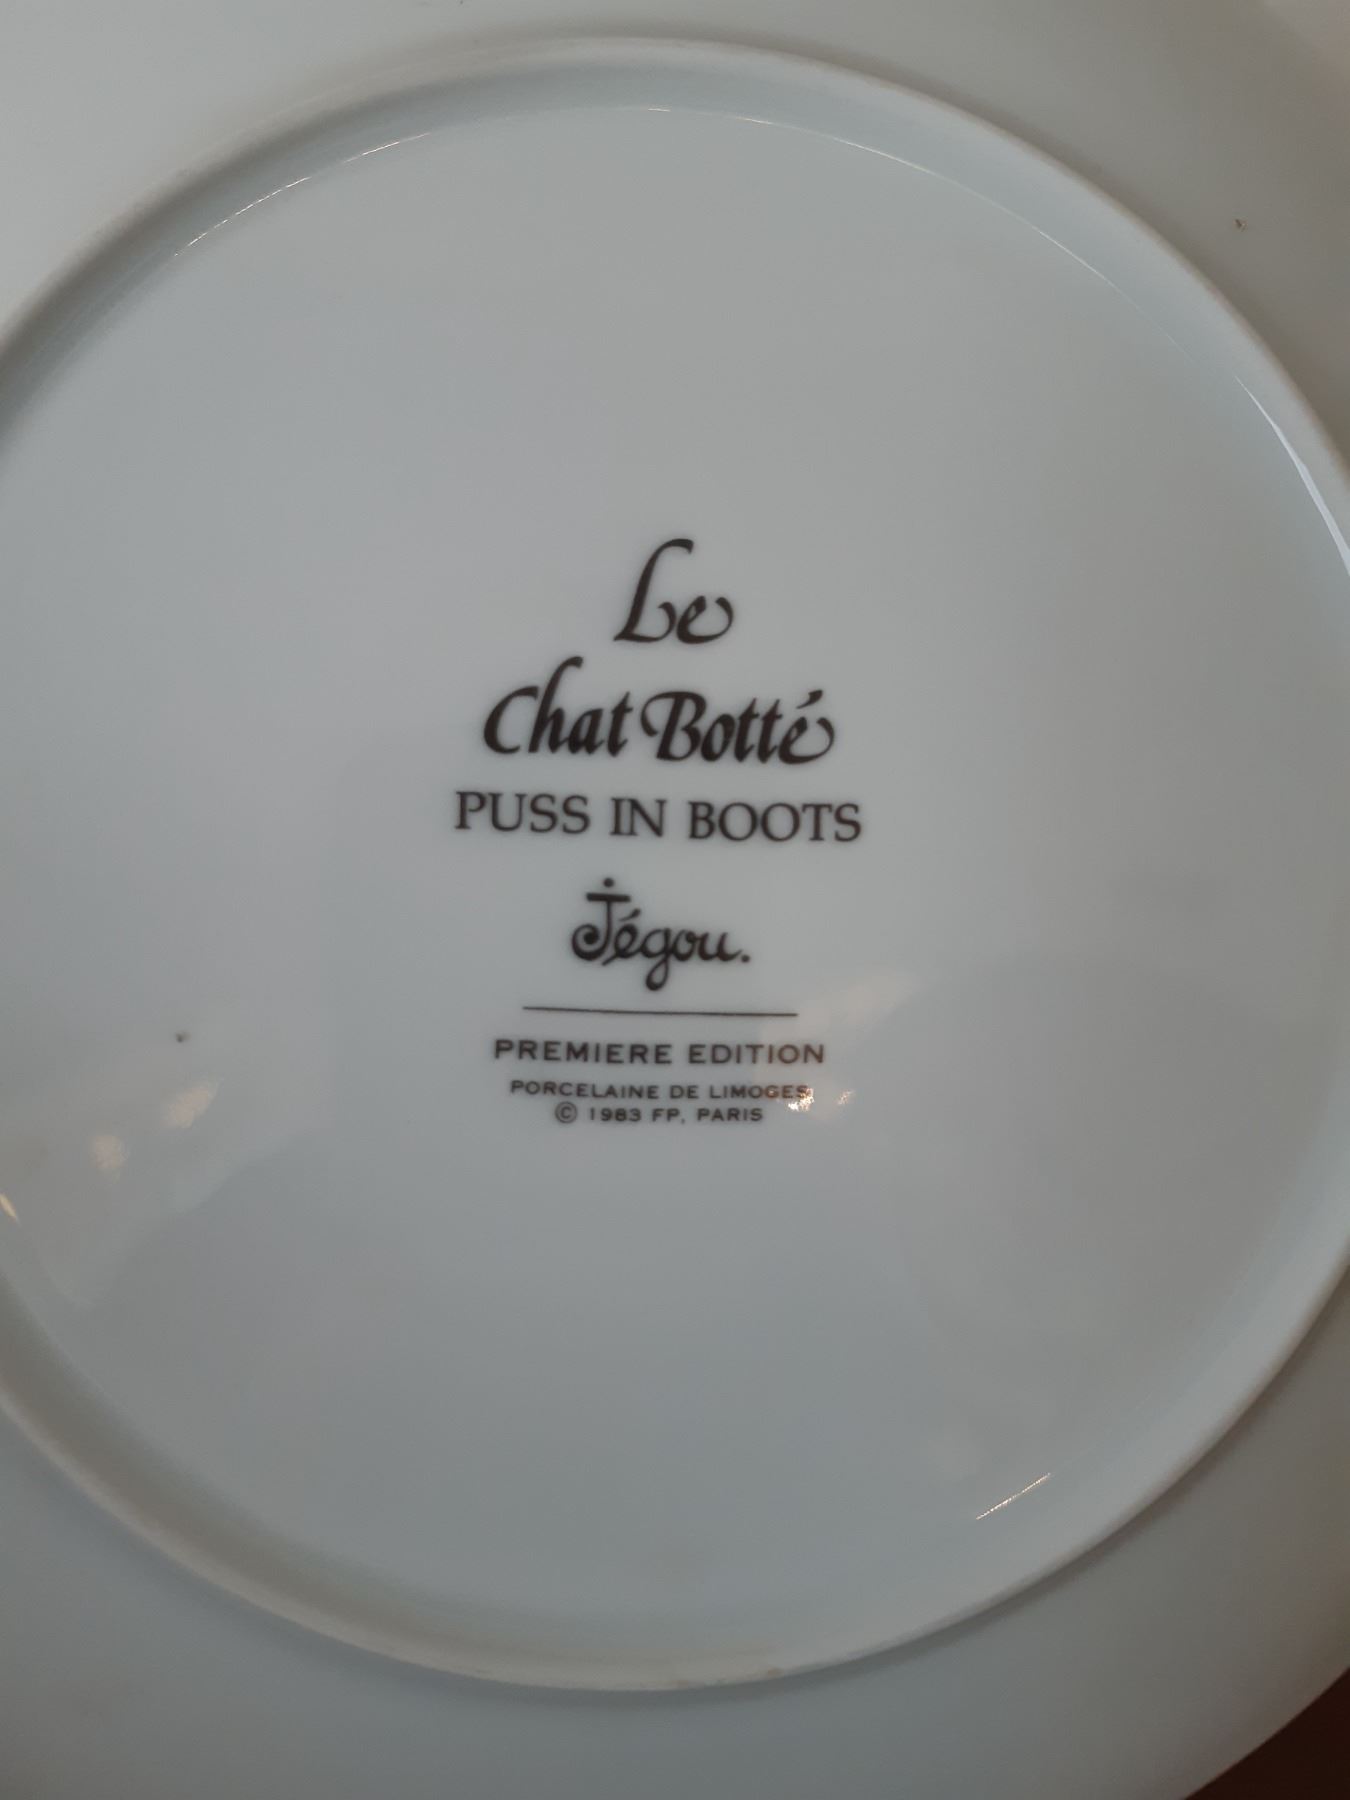 Le
Chat Botté
PUSS IN BOOTS
Jégou.
PREMIERE EDITION
PORCELAINE DE LIMOGES
© 1983 FP, PARIS